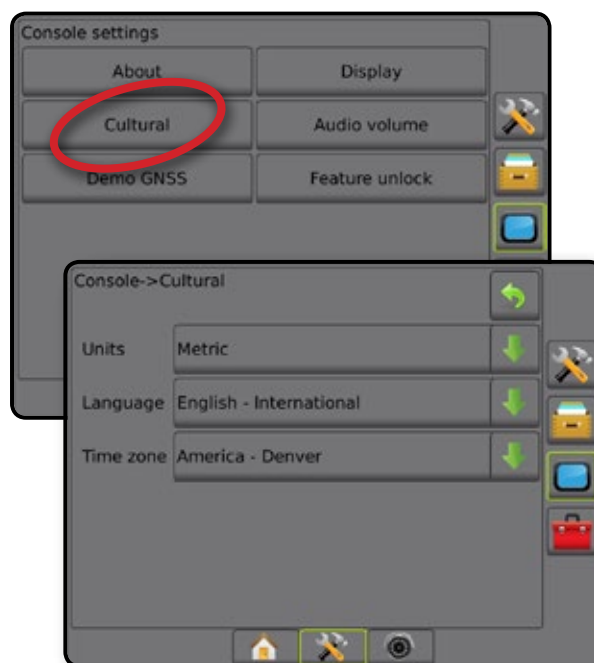 Console settings
About
Display
Cultural
Audio volume
Demo GNSS
Feature unlock
Console->Cultural
Units
Metric
Language
English - International
Time zone
America - Denver